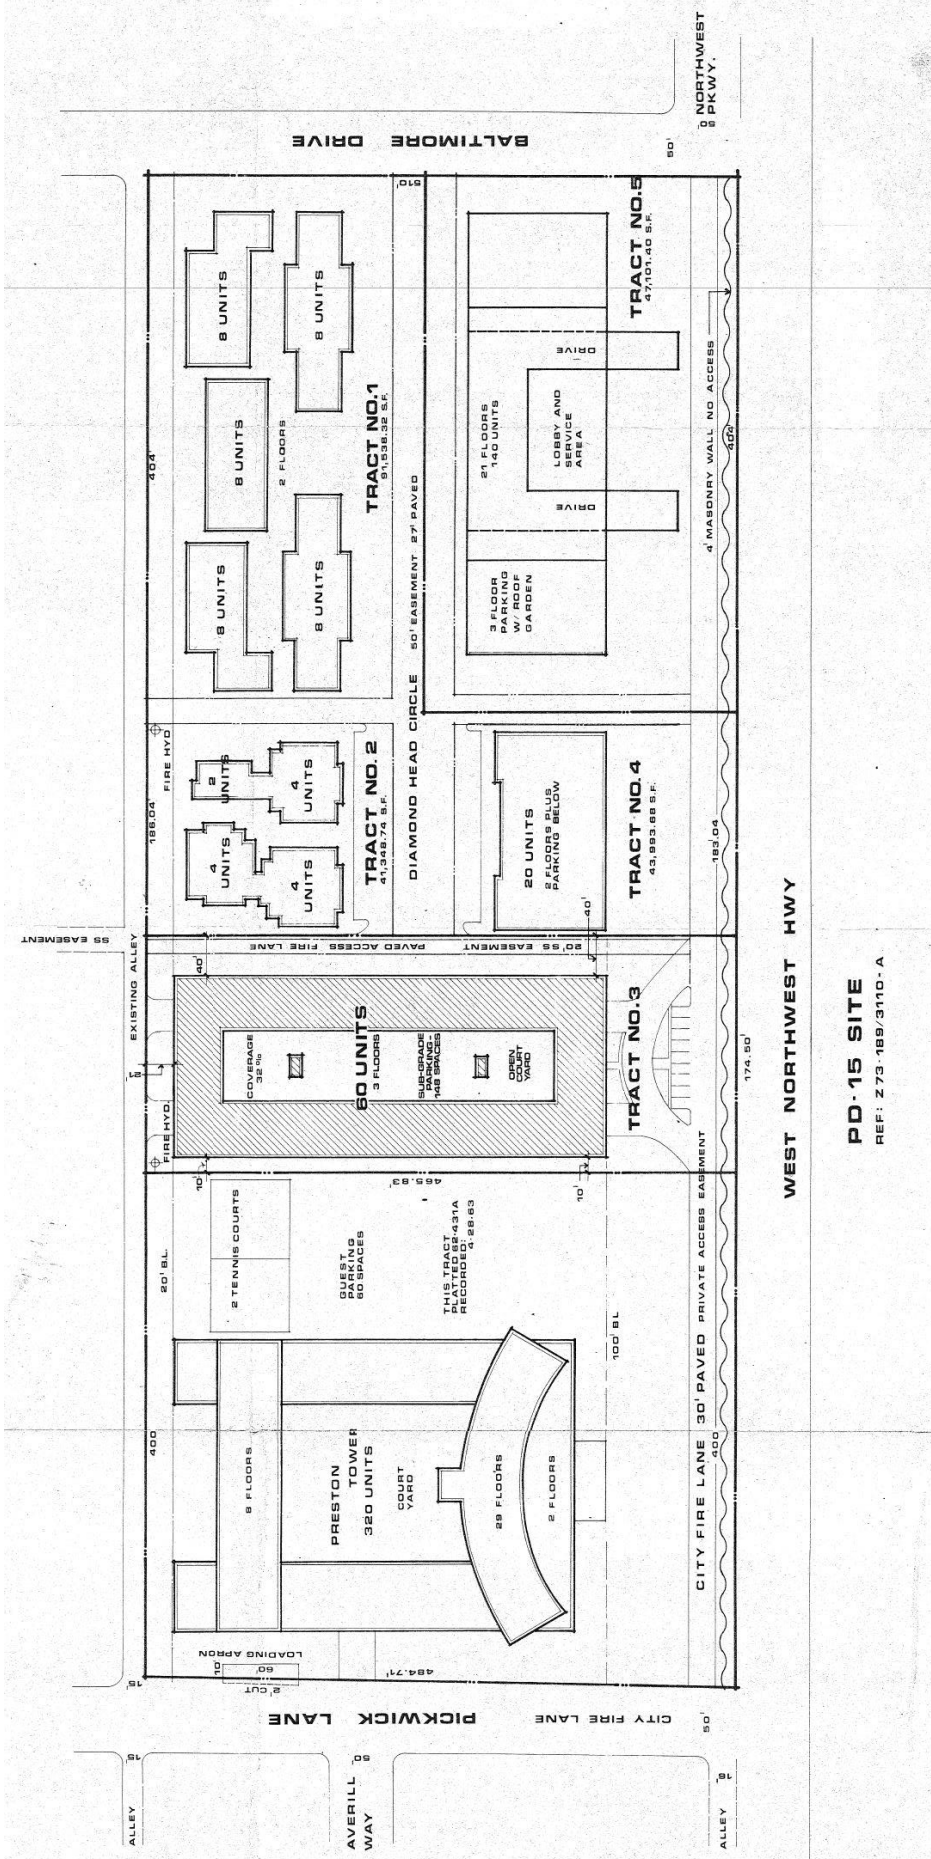 NORTHWEST
PKWY.
50'
50'
BALTIMORE DRIVE
510'
404'
8 UNITS
8 UNITS
8 UNITS
2 FLOORS
8 UNITS
8 UNITS
TRACT NO.1
91,538.32 S.F.
50' EASEMENT 27' PAVED
DIAMOND HEAD CIRCLE
TRACT NO.5
47,101.40 S.F.
21 FLOORS
140 UNITS
DRIVE
LOBBY AND
SERVICE
AREA
DRIVE
3 FLOOR
PARKING
W/ ROOF
GARDEN
4' MASONRY WALL NO ACCESS
404'
FIRE HYD
186.04'
2
UNITS
4
UNITS
4
UNITS
4
UNITS
TRACT NO. 2
41,348.74 S.F.
20 UNITS
2 FLOORS PLUS
PARKING BELOW
TRACT NO. 4
43,993.88 S.F.
183.04
SS EASEMENT
EXISTING ALLEY
PAVED ACCESS FIRE LANE
20' SS EASEMENT
40'
40'
21'
COVERAGE
32 %
60 UNITS
3 FLOORS
SUB-GRADE
PARKING-
148 SPACES
OPEN
COURT
YARD
TRACT NO. 3
174.50'
FIRE HYD.
10'
10'
465.83'
20' B.L.
2 TENNIS COURTS
GUEST
PARKING
60 SPACES
THIS TRACT
PLATTED 62-431A
RECORDED:
4-28-63
100' BL
400
8 FLOORS
PRESTON
TOWER
320 UNITS
COURT
YARD
29 FLOORS
2 FLOORS
CITY FIRE LANE 30' PAVED PRIVATE ACCESS EASEMENT
400
LOADING APRON
10'
60'
2' CUT
484.71'
15'
PICKWICK LANE
CITY FIRE LANE
50'
15'
ALLEY
50'
AVERILL
WAY
ALLEY
WEST NORTHWEST HWY
PD-15 SITE
REF: Z73-189/3110-A